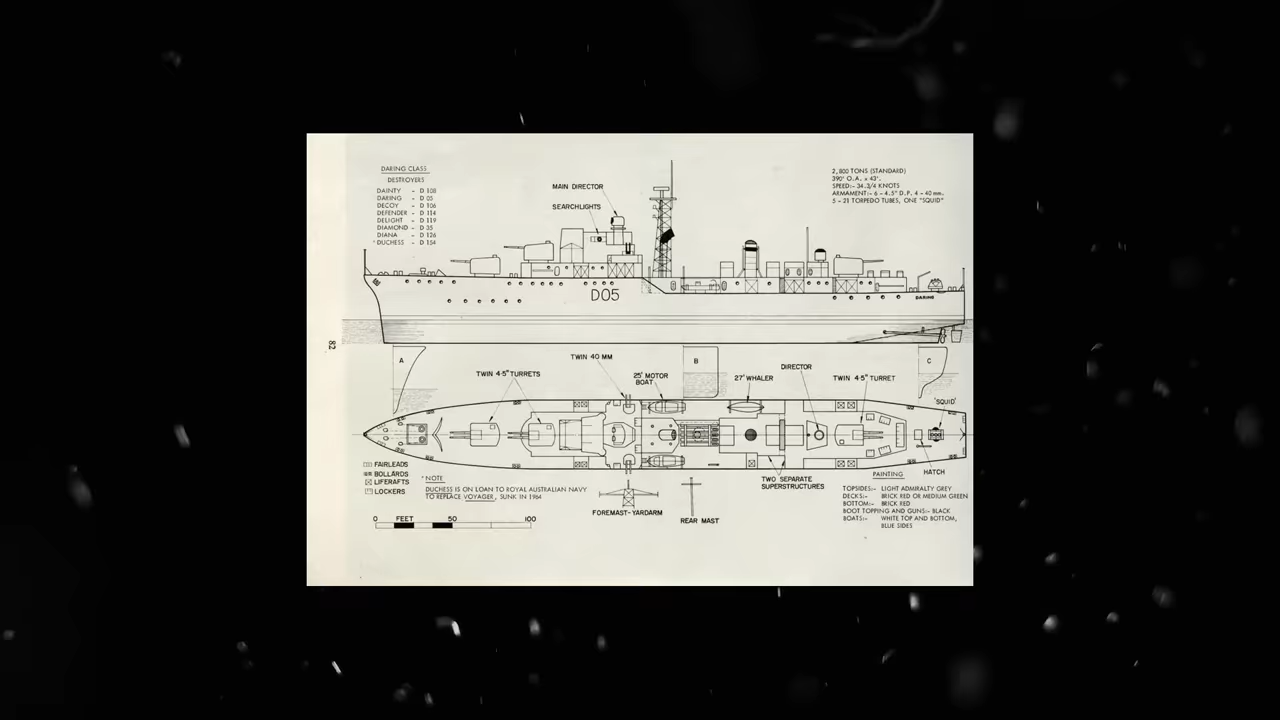 DARING CLASS
DESTROYERS
DAINTY - D 108
DARING - D 05
DECOY - D 106
DEFENDER - D 114
DELIGHT - D 119
DIAMOND - D 35
DIANA - D 126
*DUCHESS - D 154
MAIN DIRECTOR
SEARCHLIGHTS
2,800 TONS (STANDARD)
390' O.A. x 43'.
SPEED:- 34.3/4 KNOTS
ARMAMENT:- 6 - 4.5" D.P. 4 - 40 mm.
5 - 21 TORPEDO TUBES, ONE "SQUID"
D05
DARING
82
A
B
C
TWIN 40 MM
TWIN 4·5" TURRETS
25' MOTOR
BOAT
27' WHALER
DIRECTOR
TWIN 4·5" TURRET
'SQUID'
FAIRLEADS
BOLLARDS
LIFERAFTS
LOCKERS
* NOTE
DUCHESS IS ON LOAN TO ROYAL AUSTRALIAN NAVY
TO REPLACE VOYAGER, SUNK IN 1964
0 FEET 50 100
FOREMAST-YARDARM
REAR MAST
TWO SEPARATE
SUPERSTRUCTURES
HATCH
PAINTING
TOPSIDES:- LIGHT ADMIRALTY GREY
DECKS:- BRICK RED OR MEDIUM GREEN
BOTTOM:- BRICK RED
BOOT TOPPING AND GUNS:- BLACK
BOATS:- WHITE TOP AND BOTTOM,
BLUE SIDES